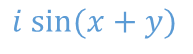 i sin(x + y)